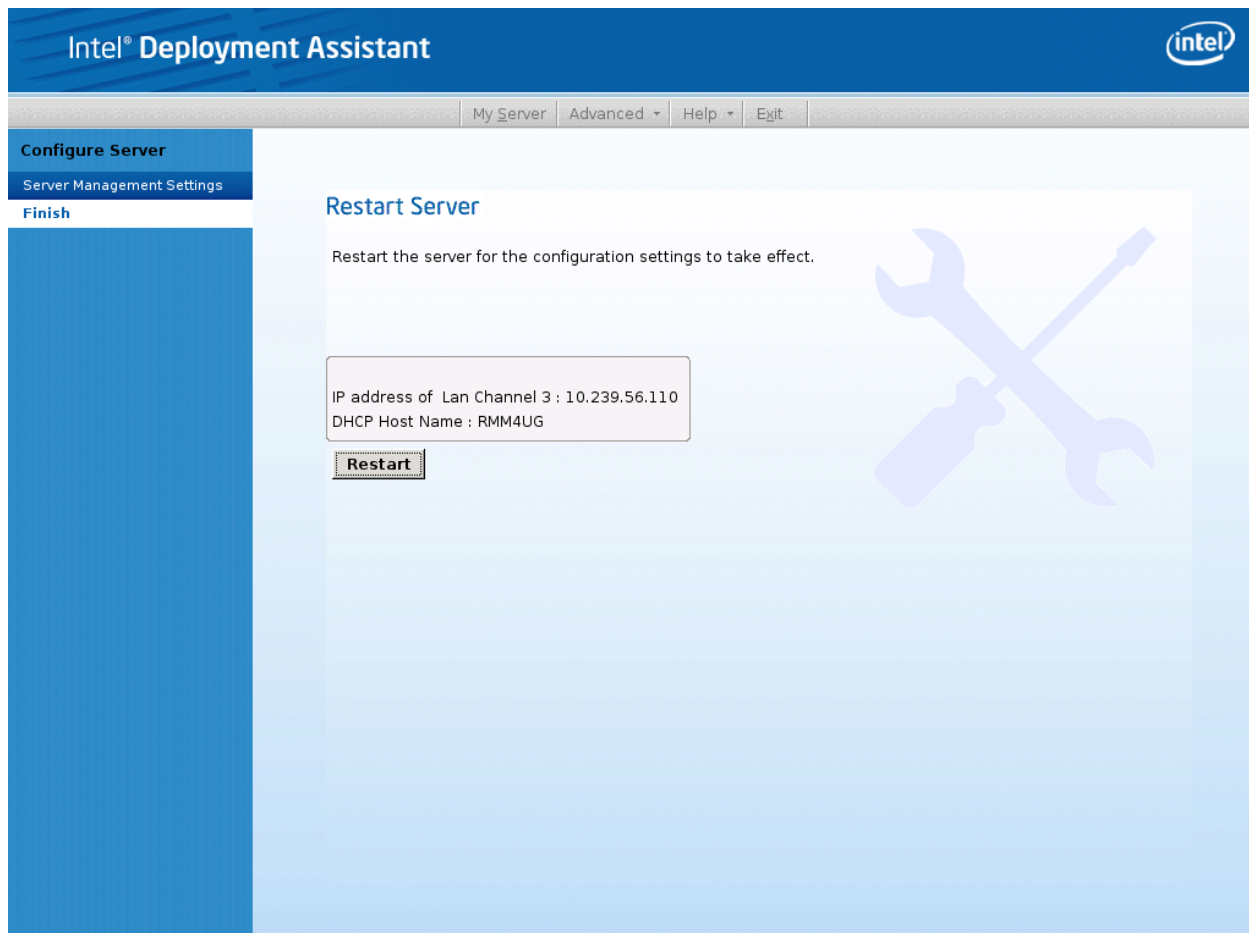 Intel® Deployment Assistant
intel
My Server Advanced Help Exit
Configure Server
Server Management Settings
Finish
Restart Server
Restart the server for the configuration settings to take effect.
IP address of Lan Channel 3 : 10.239.56.110
DHCP Host Name : RMM4UG
Restart